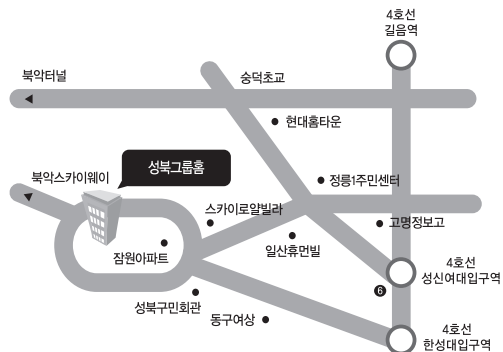 4호선
길음역
북악터널
숭덕초교
현대홈타운
북악스카이웨이
성북그룹홈
정릉1주민센터
스카이로얄빌라
고명정보고
일산휴먼빌
잠원아파트
4호선
성신여대입구역
6
성북구민회관
동구여상
4호선
한성대입구역